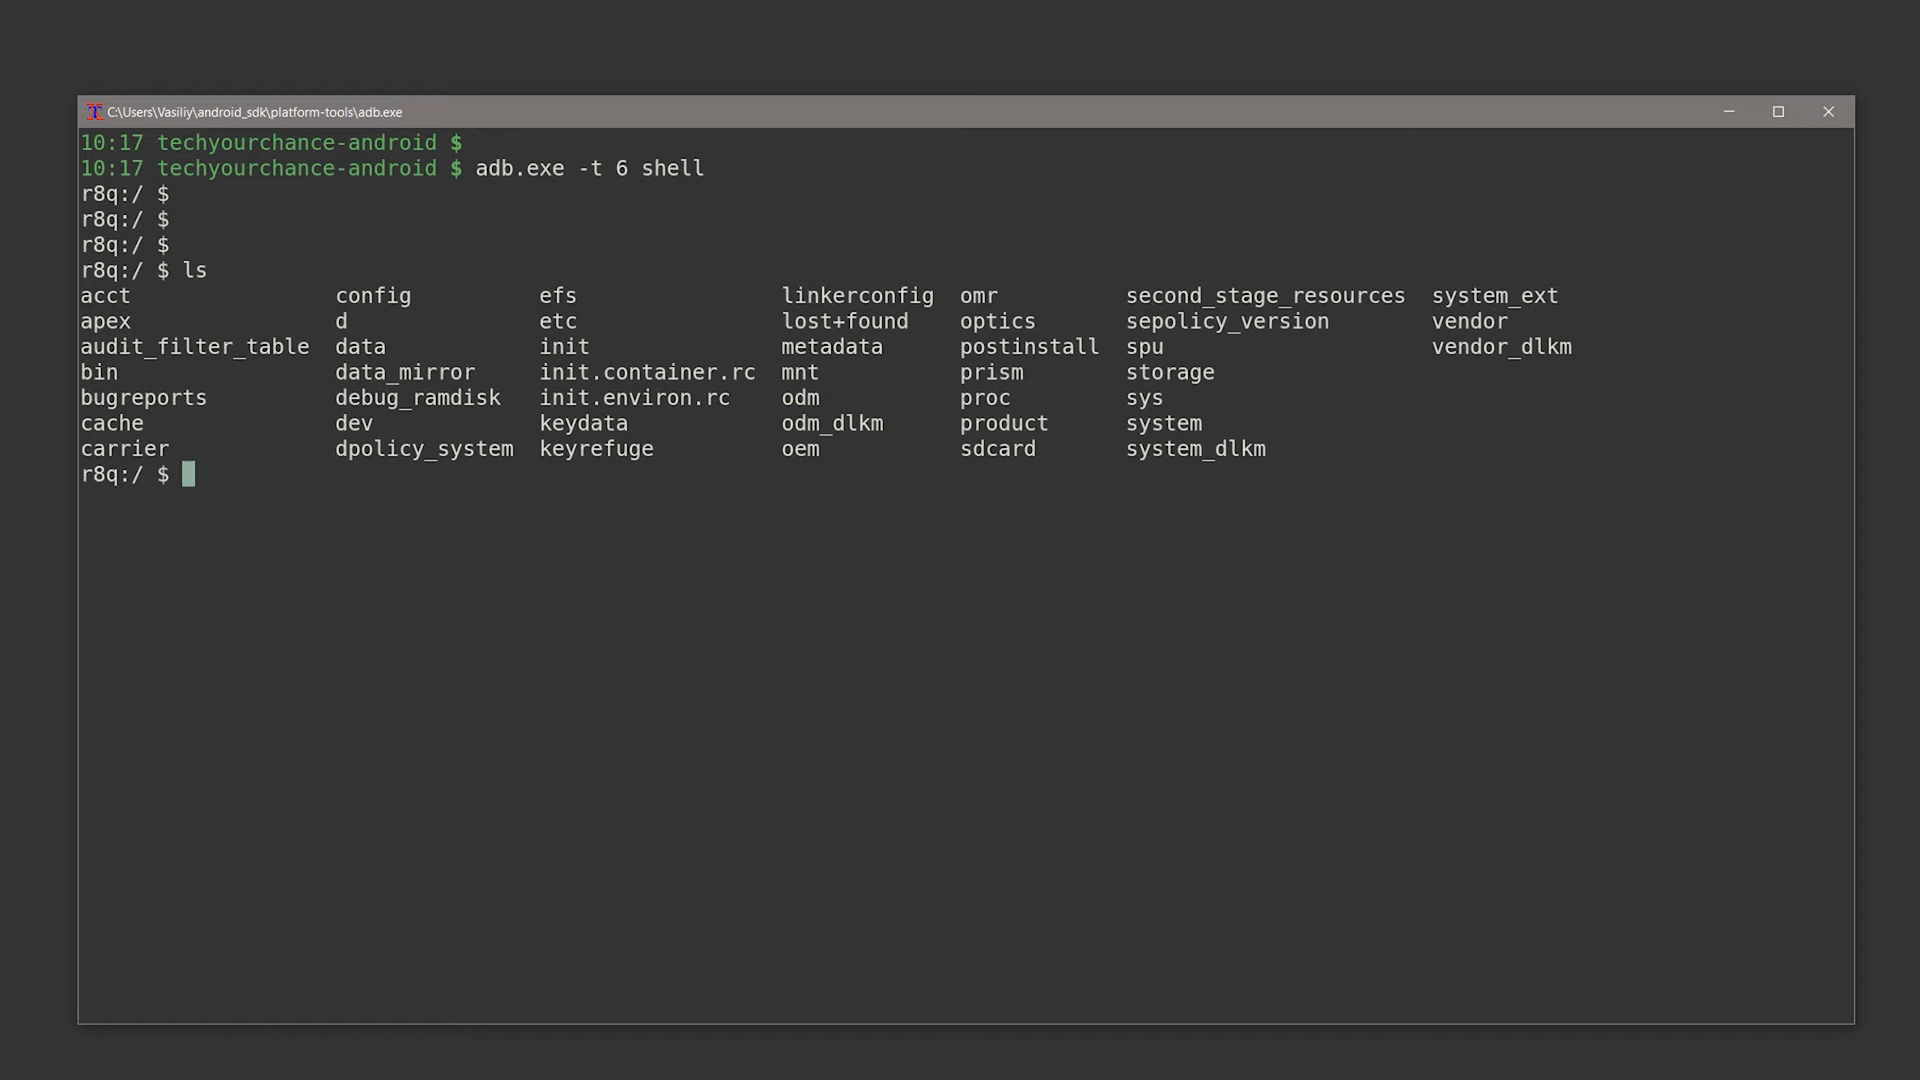 C:\Users\Vasiliy\android_sdk\platform-tools\adb.exe
10:17 techyourchance-android $
10:17 techyourchance-android $ adb.exe -t 6 shell
r8q:/ $
r8q:/ $
r8q:/ $
r8q:/ $ ls
acct config efs linkerconfig omr second_stage_resources system_ext
apex d etc lost+found optics sepolicy_version vendor
audit_filter_table data init metadata postinstall spu vendor_dlkm
bin data_mirror init.container.rc mnt prism storage
bugreports debug_ramdisk init.environ.rc odm proc sys
cache dev keydata odm_dlkm product system
carrier dpolicy_system keyrefuge oem sdcard system_dlkm
r8q:/ $